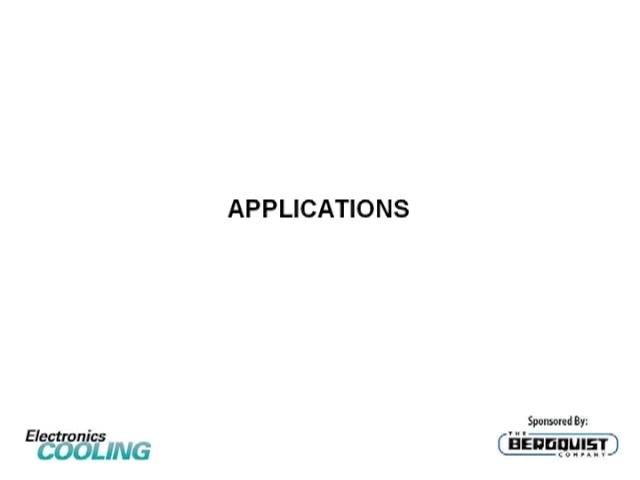 APPLICATIONS
Electronics
COOLING
Sponsored By:
THE
BERGQUIST
COMPANY